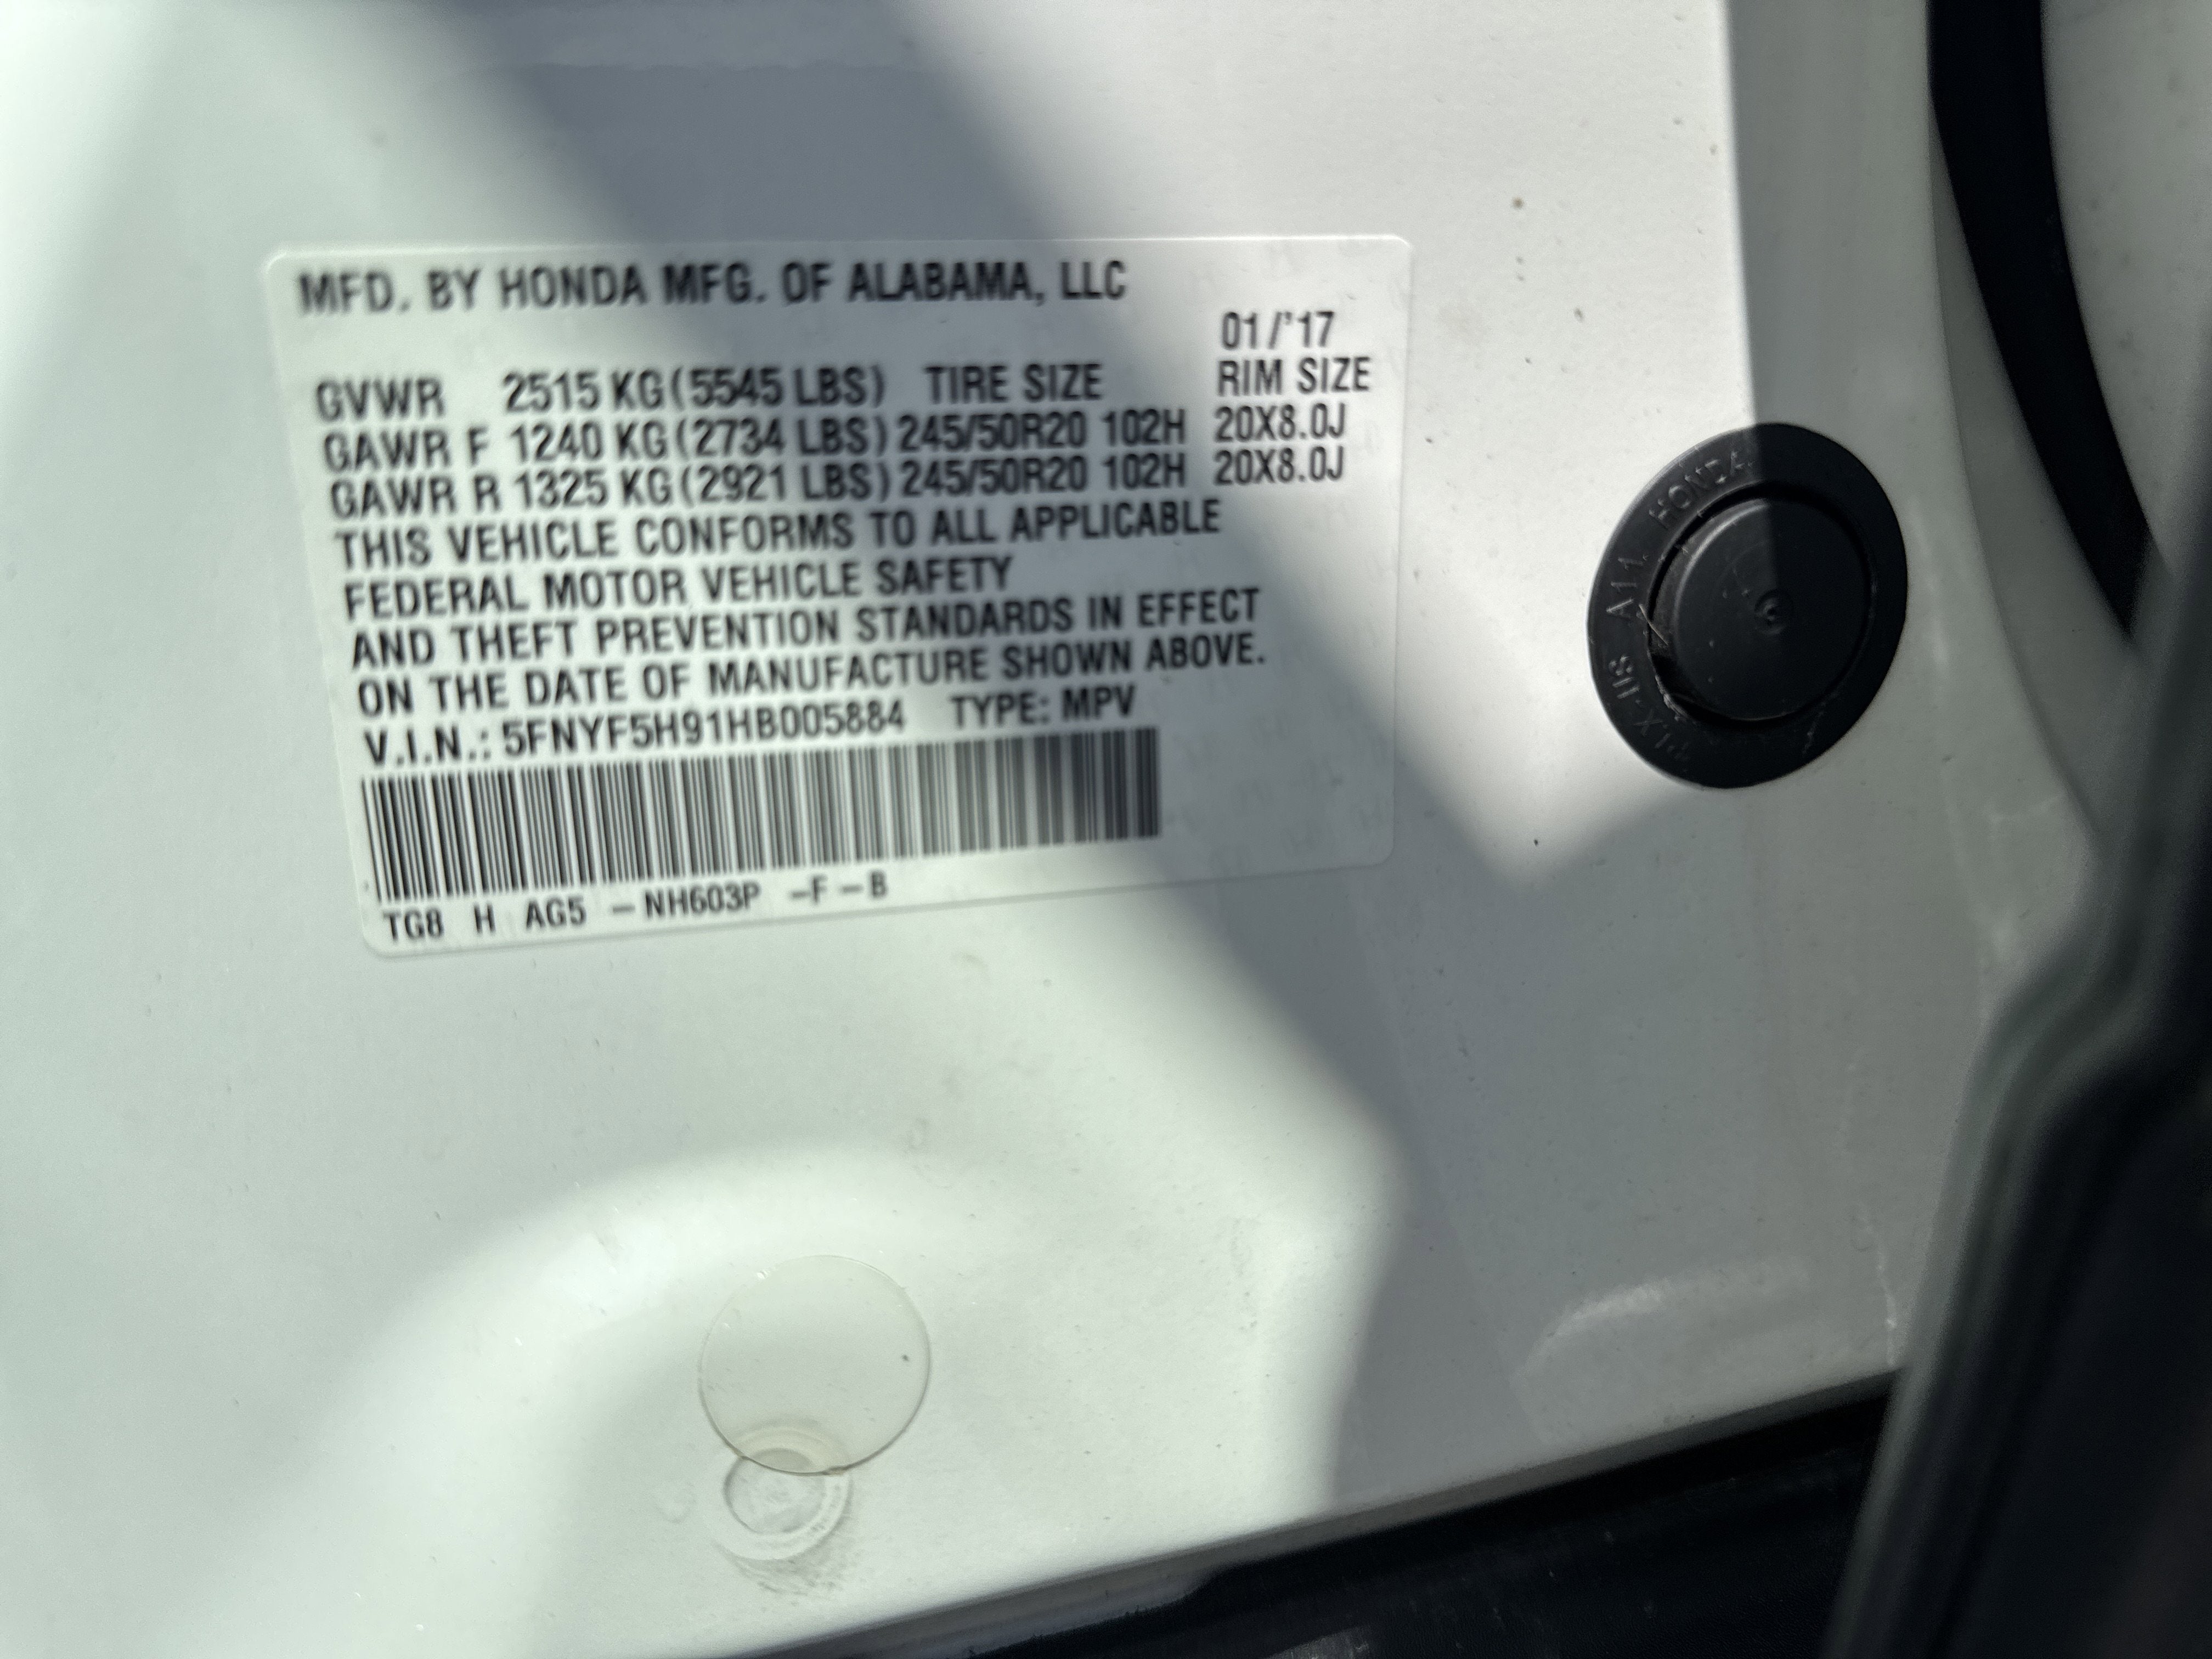 MFD. BY HONDA MFG. OF ALABAMA, LLC
01/'17
GVWR 2515 KG (5545 LBS) TIRE SIZE RIM SIZE
GAWR F 1240 KG (2734 LBS) 245/50R20 102H 20X8.0J
GAWR R 1325 KG (2921 LBS) 245/50R20 102H 20X8.0J
THIS VEHICLE CONFORMS TO ALL APPLICABLE
FEDERAL MOTOR VEHICLE SAFETY
AND THEFT PREVENTION STANDARDS IN EFFECT
ON THE DATE OF MANUFACTURE SHOWN ABOVE.
V.I.N.: 5FNYF5H91HB005884 TYPE: MPV
TG8 H AG5 -NH603P -F-B
HONDA